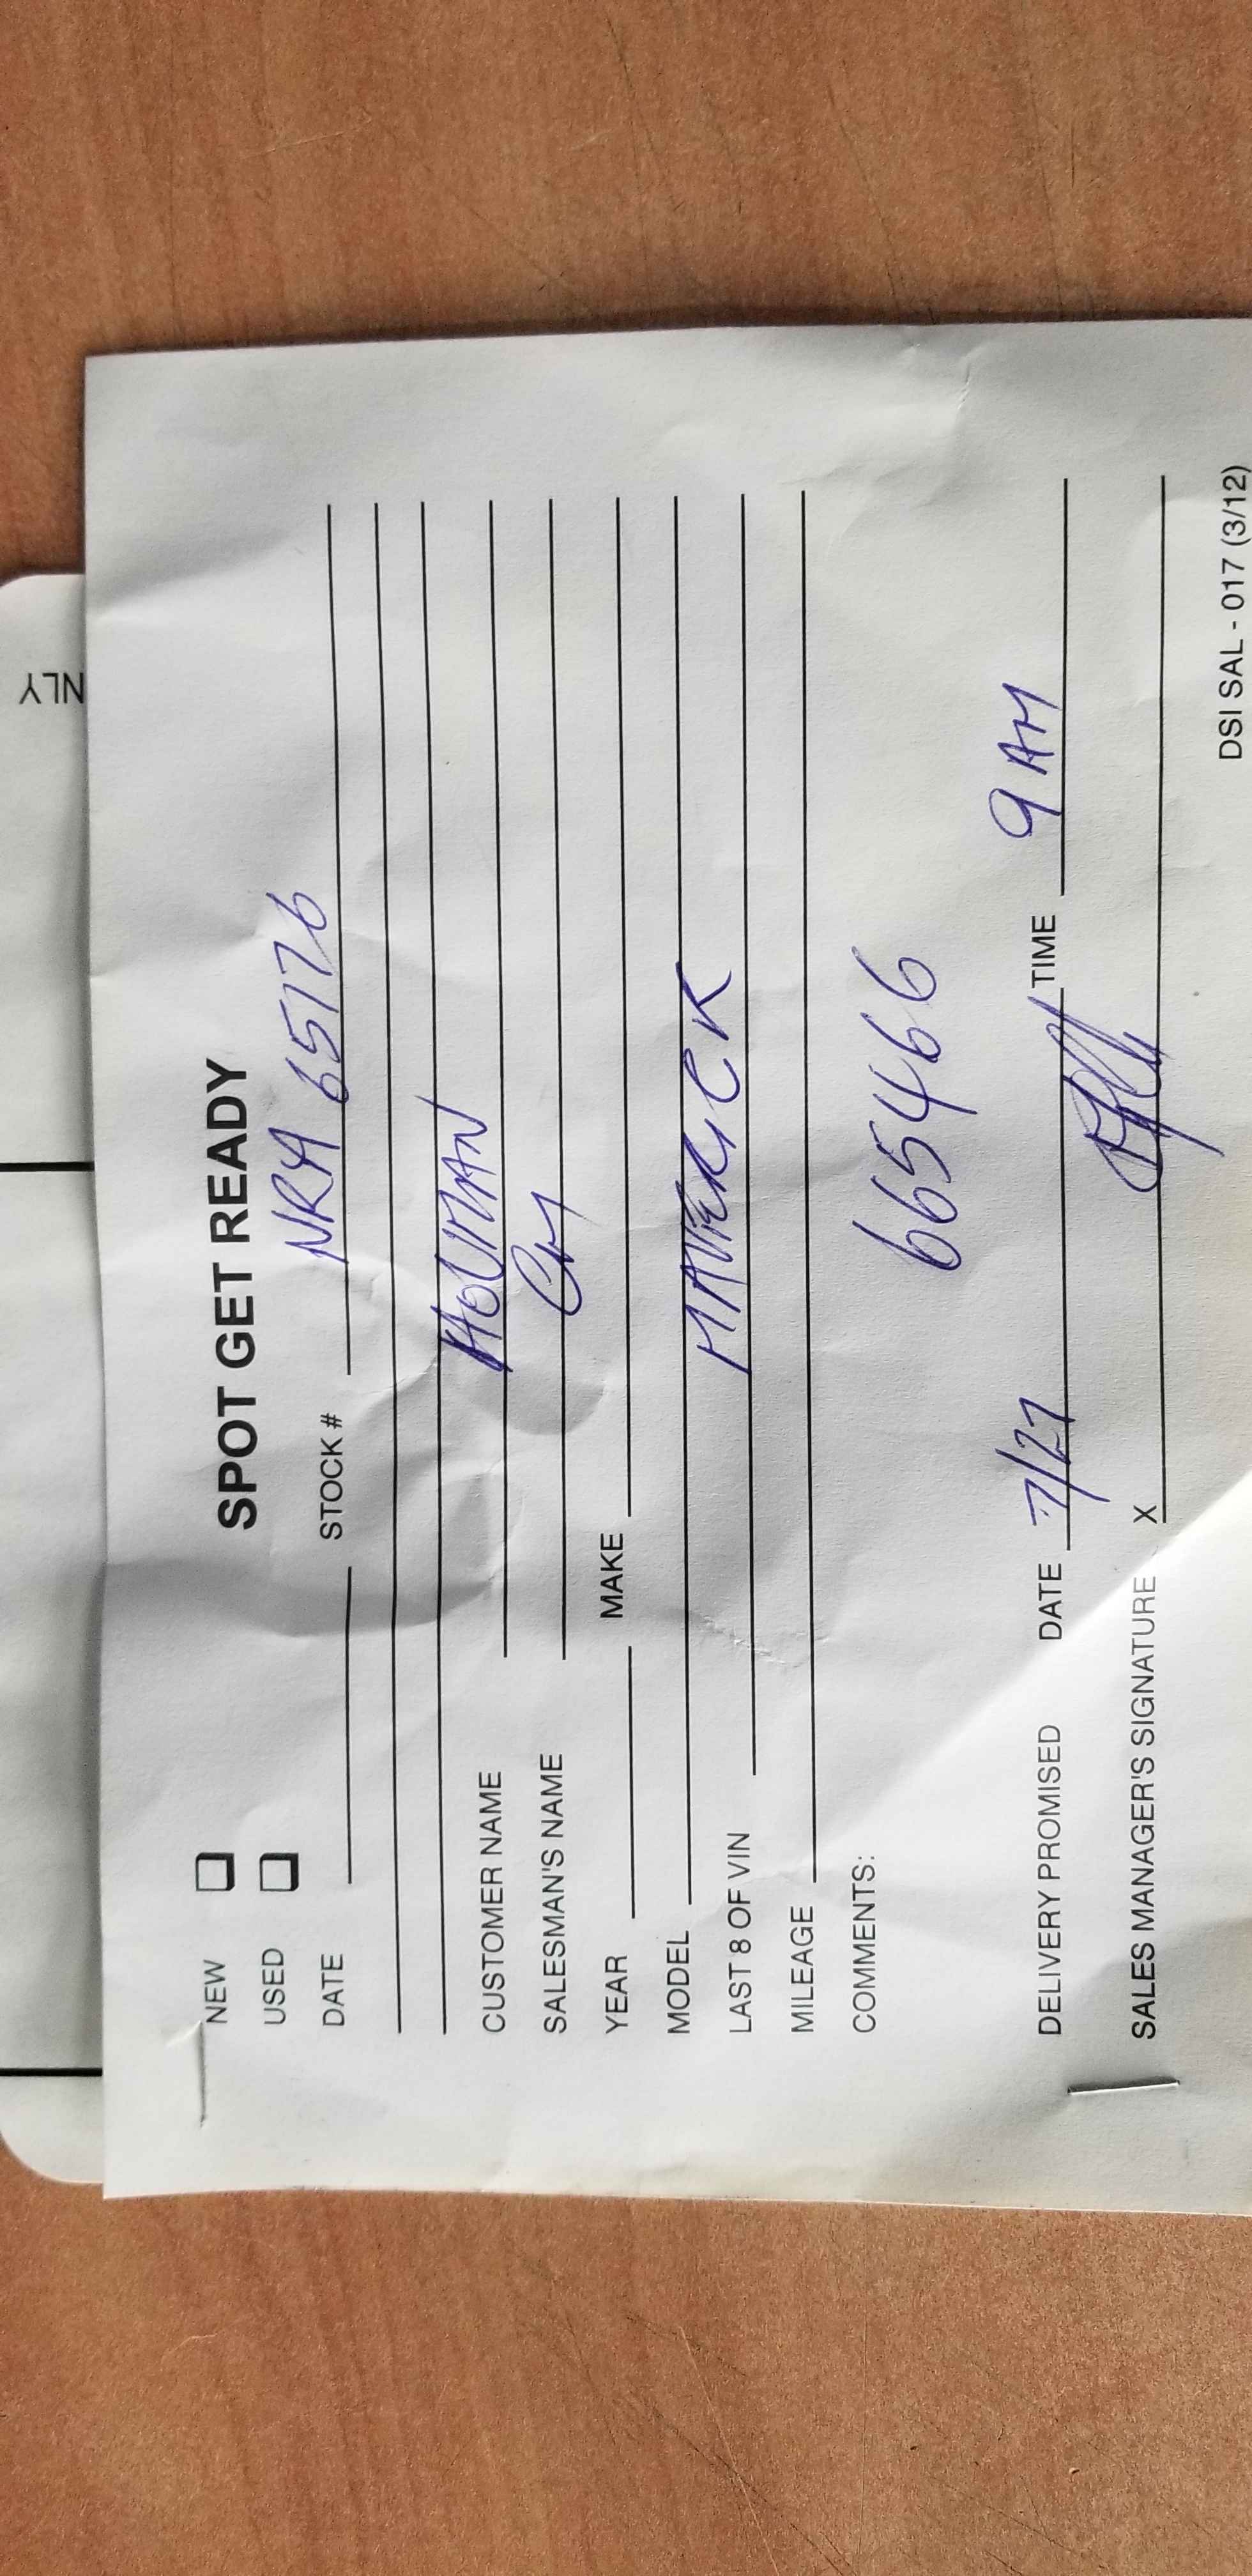 NLY
SPOT GET READY
NEW
USED
DATE STOCK # NRA 65176
CUSTOMER NAME HOLMAN
SALESMAN'S NAME
YEAR MAKE
MODEL MAVERICK
LAST 8 OF VIN
MILEAGE
COMMENTS: 665466
DELIVERY PROMISED DATE 7/27 TIME 9 AM
SALES MANAGER'S SIGNATURE X
DSI SAL - 017 (3/12)